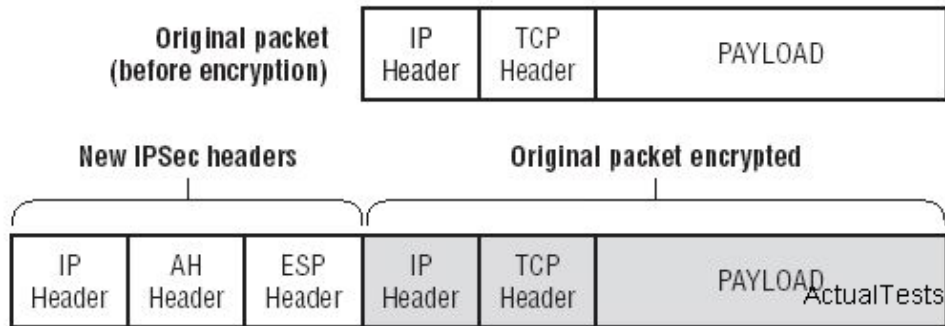 Original packet
(before encryption)
IP
Header
TCP
Header
PAYLOAD
New IPSec headers
Original packet encrypted
IP
Header
AH
Header
ESP
Header
IP
Header
TCP
Header
PAYLOAD
ActualTests